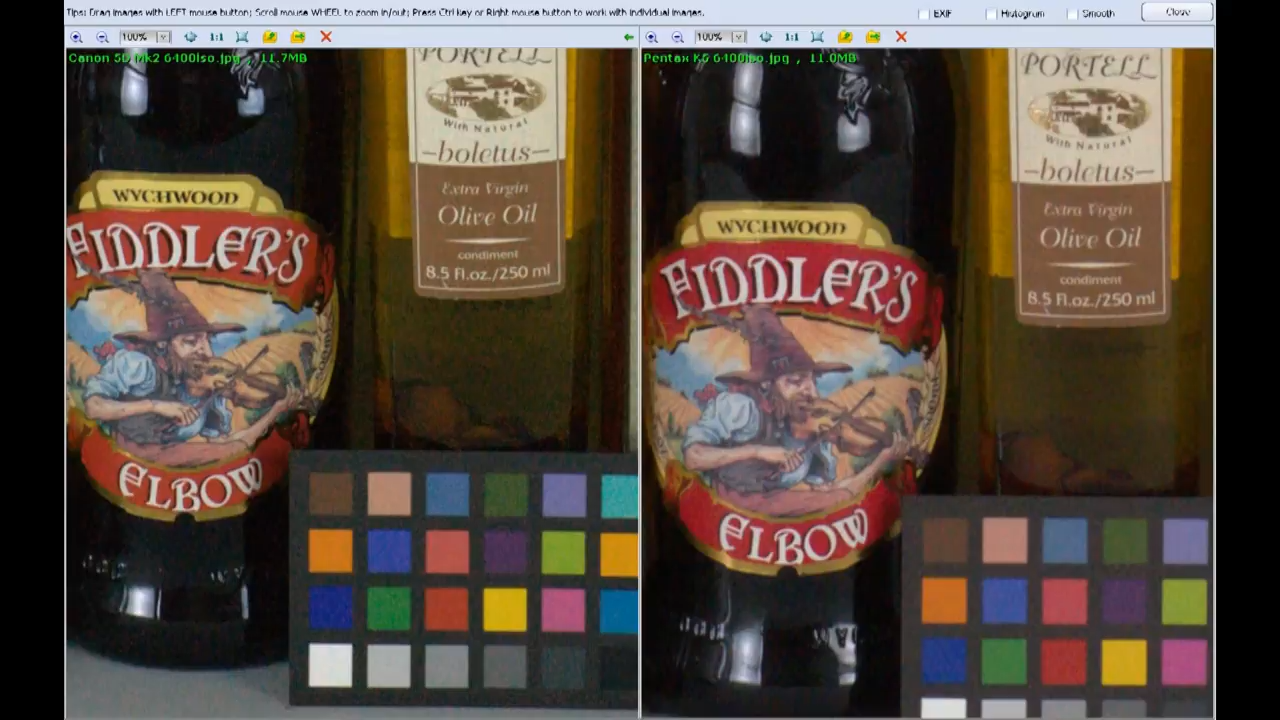 Tips: Drag images with LEFT mouse button; Scroll mouse WHEEL to zoom in/out; Press Ctrl key or Right mouse button to work with individual images.
EXIF
Histogram
Smooth
Close
100%
1:1
100%
1:1
Canon 5D Mk2 6400iso.jpg , 11.7MB
PORTELL
With Natural
boletus
Extra Virgin
Olive Oil
condiment
8.5 fl.oz./250 ml
WYCHWOOD
FIDDLER'S
ELBOW
Pentax K5 6400iso.jpg , 11.0MB
PORTELL
With Natural
boletus
Extra Virgin
Olive Oil
condiment
8.5 fl.oz./250 ml
WYCHWOOD
FIDDLER'S
ELBOW